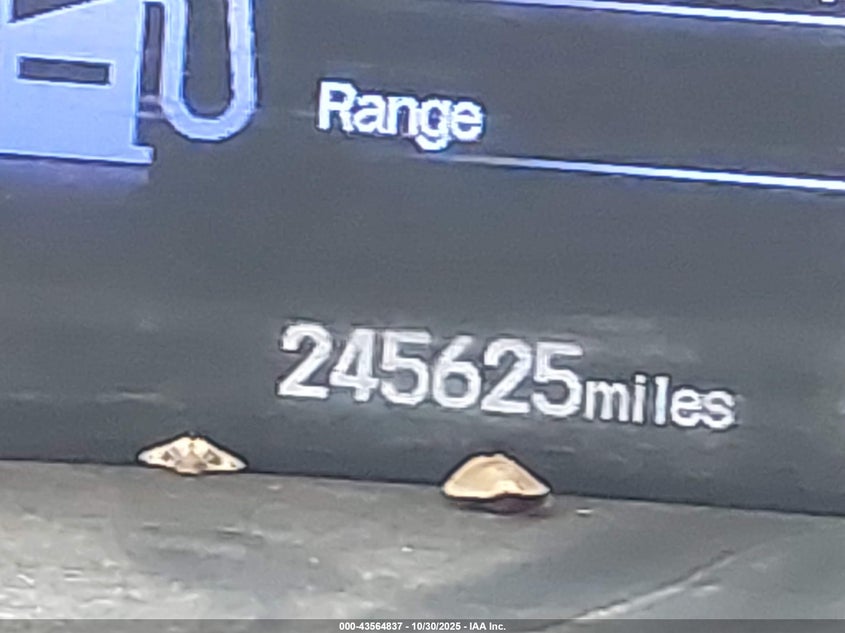 Range
245625miles
000-43564837 - 10/30/2025 - IAA Inc.